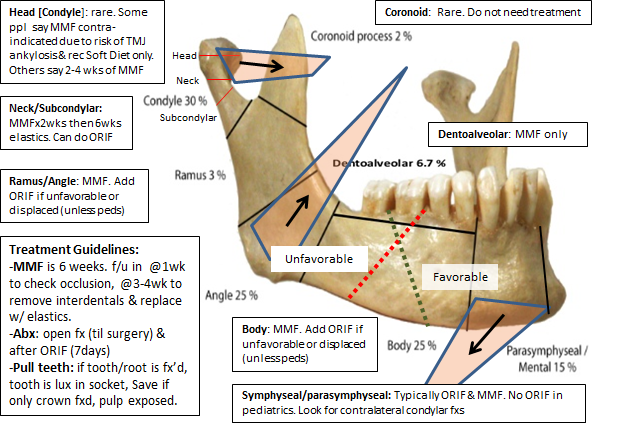 Head [Condyle]: rare. Some
ppl say MMF contra-
indicated due to risk of TMJ
ankylosis & rec Soft Diet only.
Others say 2-4 wks of MMF
Coronoid: Rare. Do not need treatment
Coronoid process 2 %
Head
Neck
Condyle 30 %
Subcondylar
Neck/Subcondylar:
MMFx2wks then 6wks
elastics. Can do ORIF
Dentoalveolar: MMF only
Dentoalveolar 6.7 %
Ramus 3 %
Ramus/Angle: MMF. Add
ORIF if unfavorable or
displaced (unless peds)
Unfavorable
Favorable
Treatment Guidelines:
-MMF is 6 weeks. f/u in @1wk
to check occlusion, @3-4wk to
remove interdentals & replace
w/ elastics.
-Abx: open fx (til surgery) &
after ORIF (7days)
-Pull teeth: if tooth/root is fx'd,
tooth is lux in socket, Save if
only crown fxd, pulp exposed.
Angle 25 %
Body: MMF. Add ORIF if
unfavorable or displaced
(unless peds)
Body 25 %
Parasymphyseal /
Mental 15 %
Symphyseal/parasymphyseal: Typically ORIF & MMF. No ORIF in
pediatrics. Look for contralateral condylar fxs